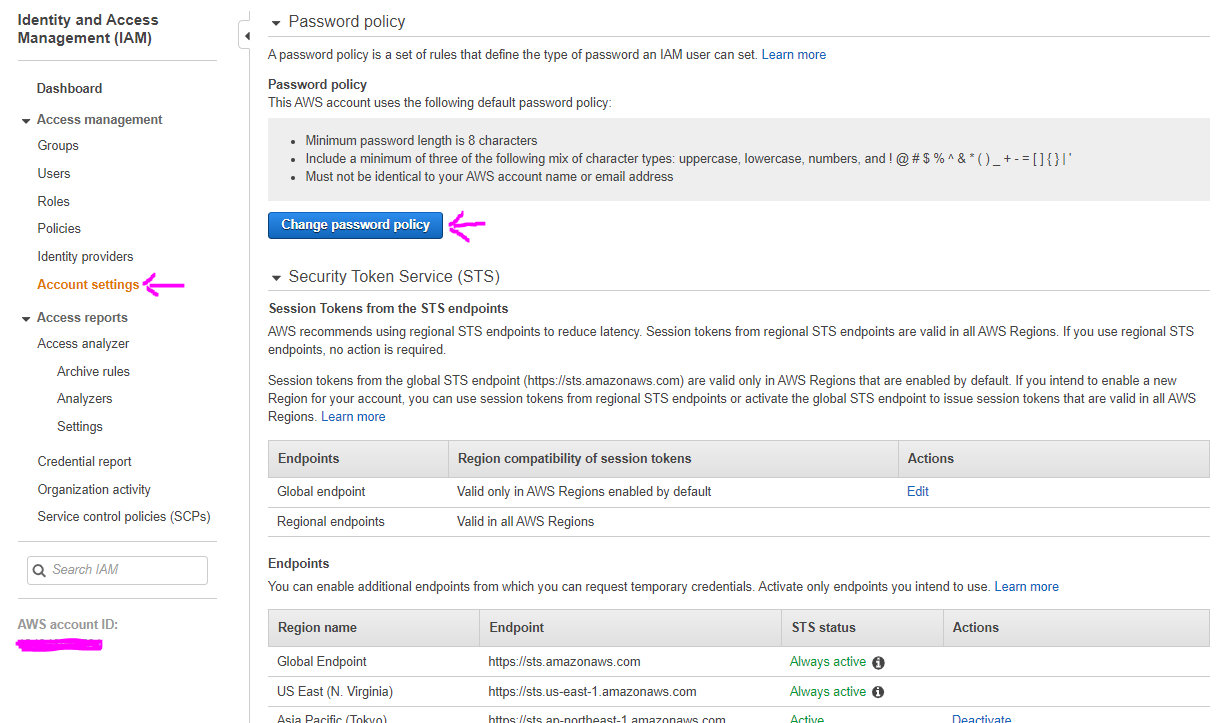 Identity and Access
Management (IAM)
Dashboard
Access management
Groups
Users
Roles
Policies
Identity providers
Account settings
Access reports
Access analyzer
Archive rules
Analyzers
Settings
Credential report
Organization activity
Service control policies (SCPs)
Search IAM
AWS account ID:
Password policy
A password policy is a set of rules that define the type of password an IAM user can set. Learn more
Password policy
This AWS account uses the following default password policy:
• Minimum password length is 8 characters
• Include a minimum of three of the following mix of character types: uppercase, lowercase, numbers, and ! @ # $ % ^ & * ( ) _ + - = [ ] { } | '
• Must not be identical to your AWS account name or email address
Change password policy
Security Token Service (STS)
Session Tokens from the STS endpoints
AWS recommends using regional STS endpoints to reduce latency. Session tokens from regional STS endpoints are valid in all AWS Regions. If you use regional STS
endpoints, no action is required.
Session tokens from the global STS endpoint (https://sts.amazonaws.com) are valid only in AWS Regions that are enabled by default. If you intend to enable a new
Region for your account, you can use session tokens from regional STS endpoints or activate the global STS endpoint to issue session tokens that are valid in all AWS
Regions. Learn more
Endpoints Region compatibility of session tokens Actions
Global endpoint Valid only in AWS Regions enabled by default Edit
Regional endpoints Valid in all AWS Regions
Endpoints
You can enable additional endpoints from which you can request temporary credentials. Activate only endpoints you intend to use. Learn more
Region name Endpoint STS status Actions
Global Endpoint https://sts.amazonaws.com Always active
US East (N. Virginia) https://sts.us-east-1.amazonaws.com Always active
Asia Pacific (Tokyo) https://sts.ap-northeast-1.amazonaws.com Active Deactivate